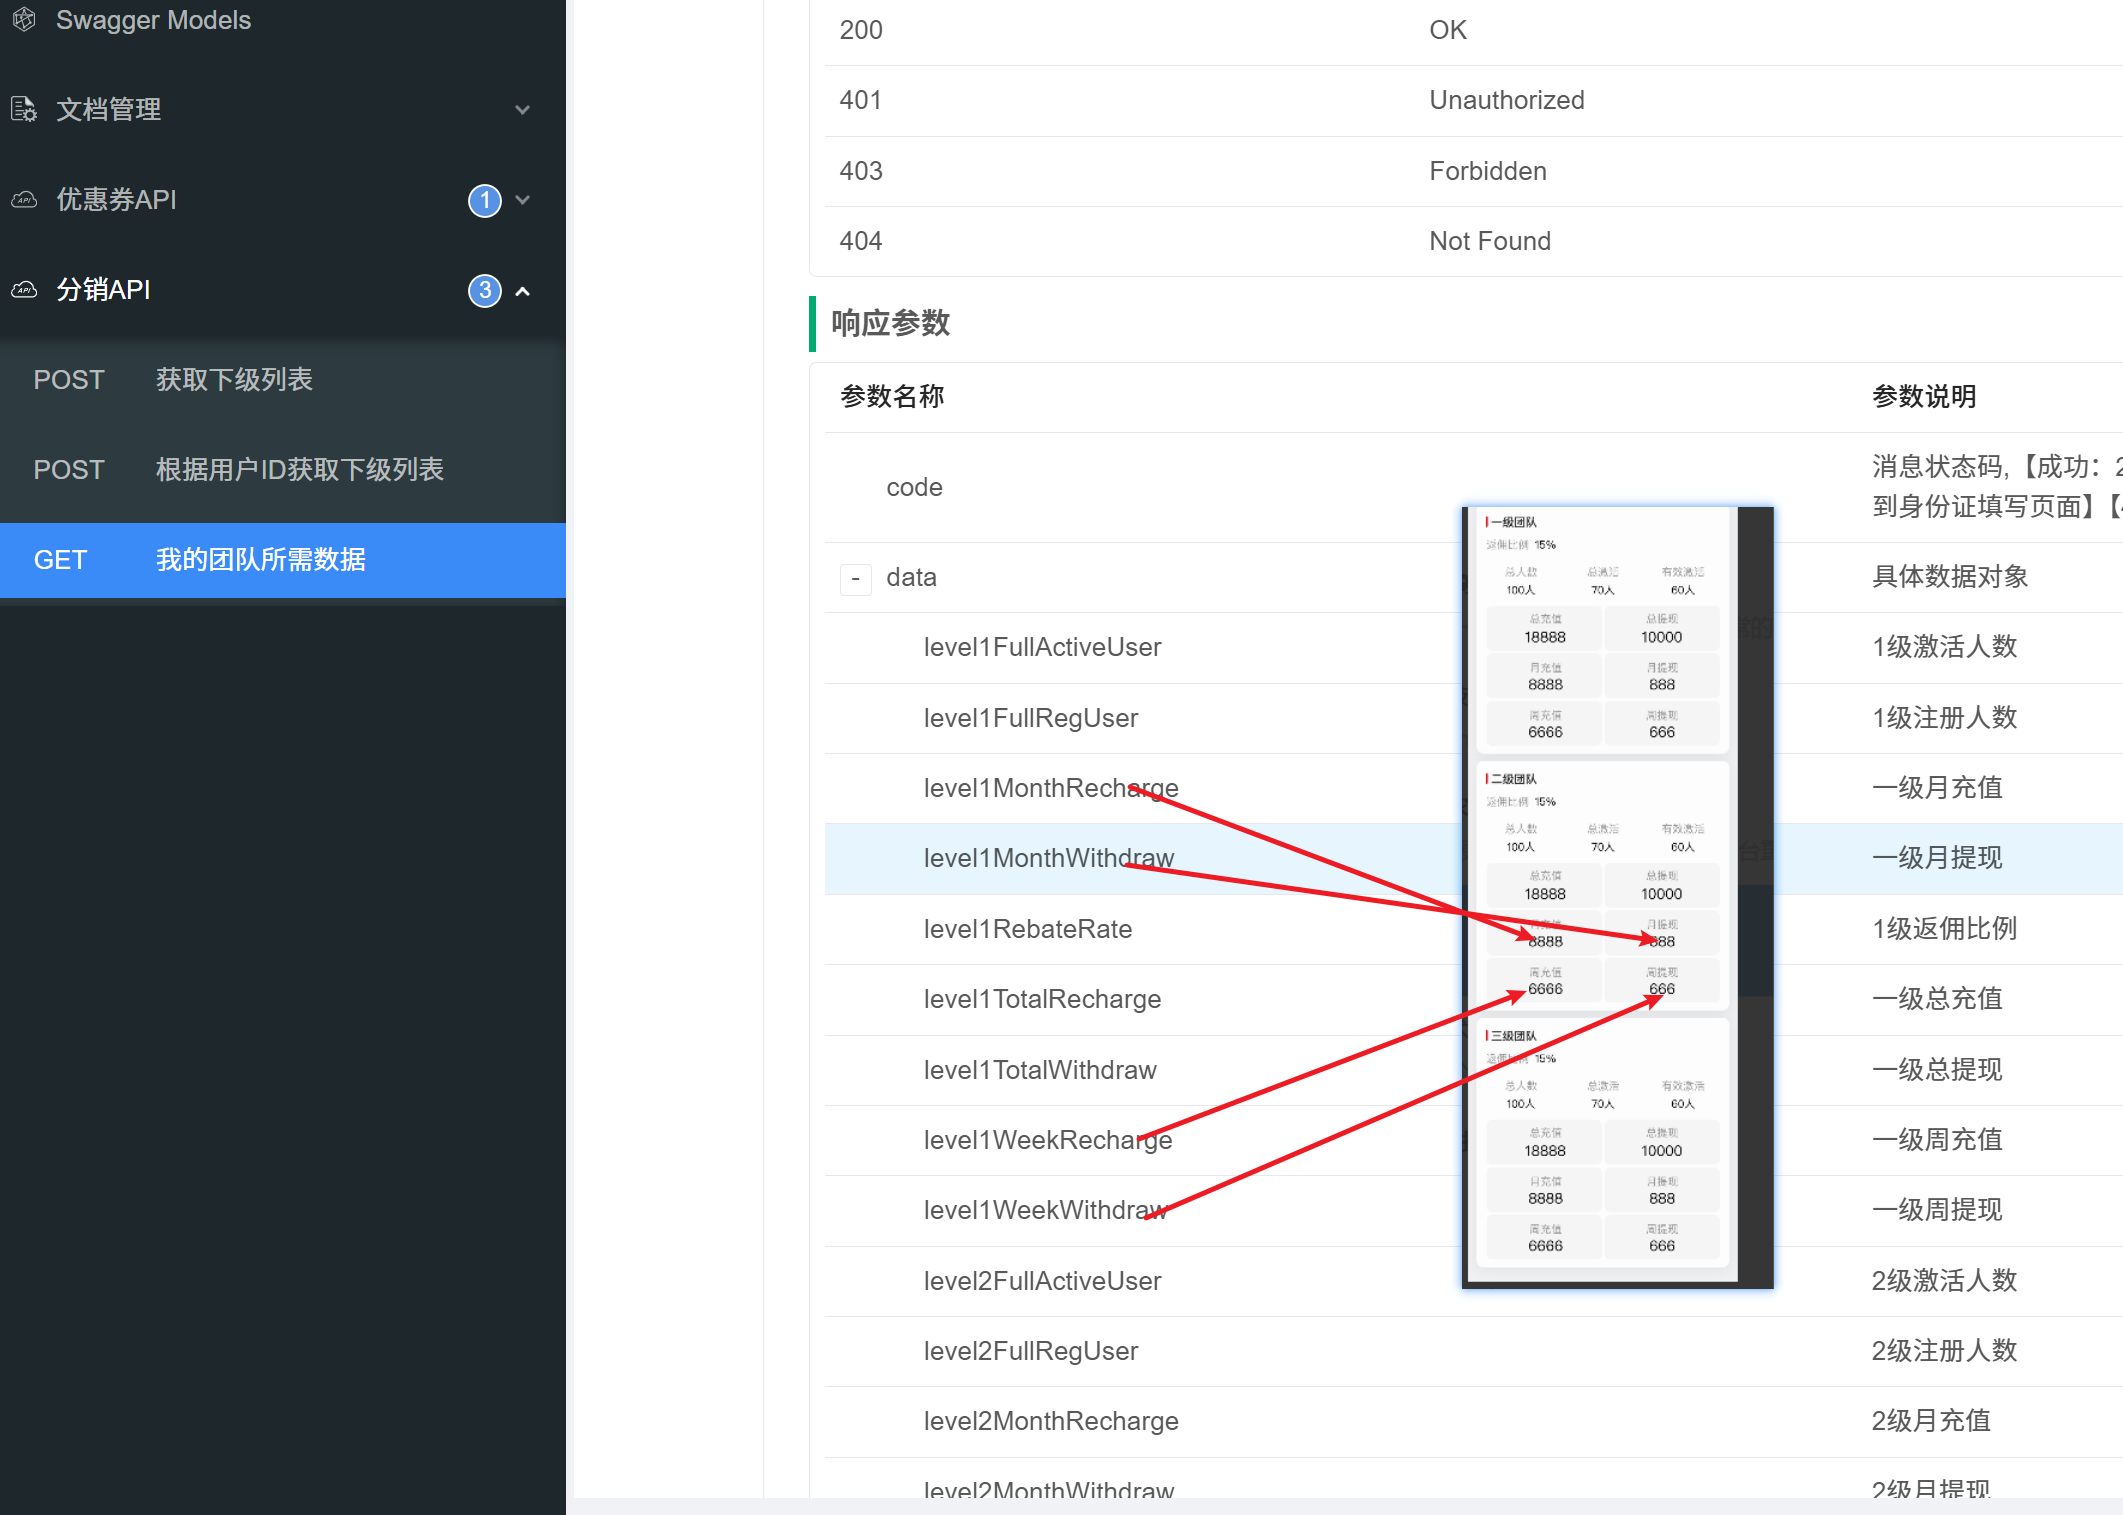 Swagger Models
文档管理
优惠券API
1
分销API
3
POST 获取下级列表
POST 根据用户ID获取下级列表
GET 我的团队所需数据
200 OK
401 Unauthorized
403 Forbidden
404 Not Found
响应参数
参数名称 参数说明
code 消息状态码,【成功：2
到身份证填写页面】【4
- data 具体数据对象
level1FullActiveUser 1级激活人数
level1FullRegUser 1级注册人数
level1MonthRecharge 一级月充值
level1MonthWithdraw 一级月提现
level1RebateRate 1级返佣比例
level1TotalRecharge 一级总充值
level1TotalWithdraw 一级总提现
level1WeekRecharge 一级周充值
level1WeekWithdraw 一级周提现
level2FullActiveUser 2级激活人数
level2FullRegUser 2级注册人数
level2MonthRecharge 2级月充值
level2MonthWithdraw 2级月提现
一级团队
返佣比例 15%
总人数 总激活 有效激活
100人 70人 60人
总充值 总提现
18888 10000
月充值 月提现
8888 888
周充值 周提现
6666 666
二级团队
返佣比例 15%
总人数 总激活 有效激活
100人 70人 60人
总充值 总提现
18888 10000
月充值 月提现
8888 888
周充值 周提现
6666 666
三级团队
返佣比例 15%
总人数 总激活 有效激活
100人 70人 60人
总充值 总提现
18888 10000
月充值 月提现
8888 888
周充值 周提现
6666 666